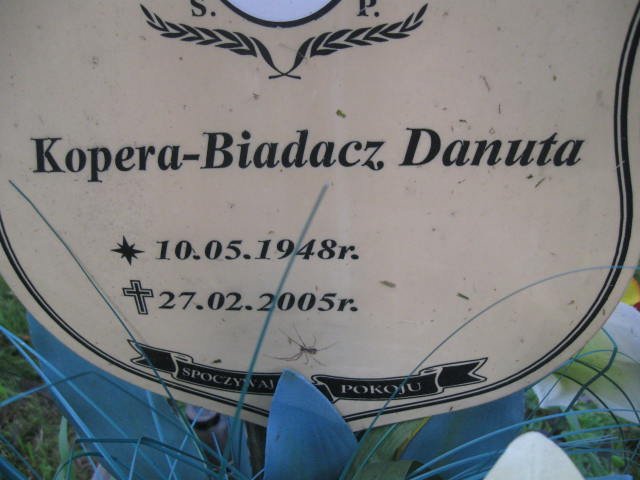 S. P.
Kopera-Biadacz Danuta
10.05.1948r.
27.02.2005r.
SPOCZYWAJ POKOJU